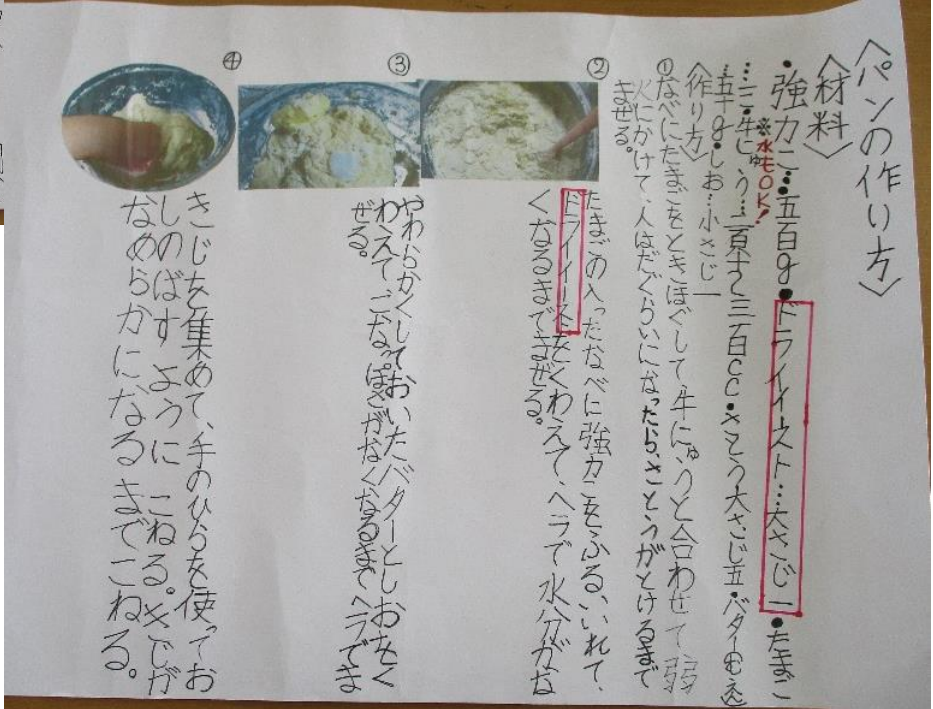 〈パンの作り方〉
〈材料〉
・強力こ…五百g・ドライイースト…大さじ一・たまご
※水モOK!
…二・牛にゅう…二百 〜三百CC・さとう大さじ五・バターむえん
…五十g・しお…小さじ一
〈作り方〉
①なべにたまごをときほぐして牛にゅうと合わせて弱
火にかけて、人はだぐらいになったら、さとうがとけるまで
まぜる。
②
たまごの入ったなべに強力こをふるいいれて、
ドライイーストをくわえて、ヘラで水分がな
くなるまでまぜる。
③
やわらかくしておいたバターとしおをく
わえて、こなっぽさがなくなるまでヘラでま
ぜる。
④
きじを集めて、手のひらを使ってお
しのばすようにこねる。きじが
なめらかになるまでこねる。